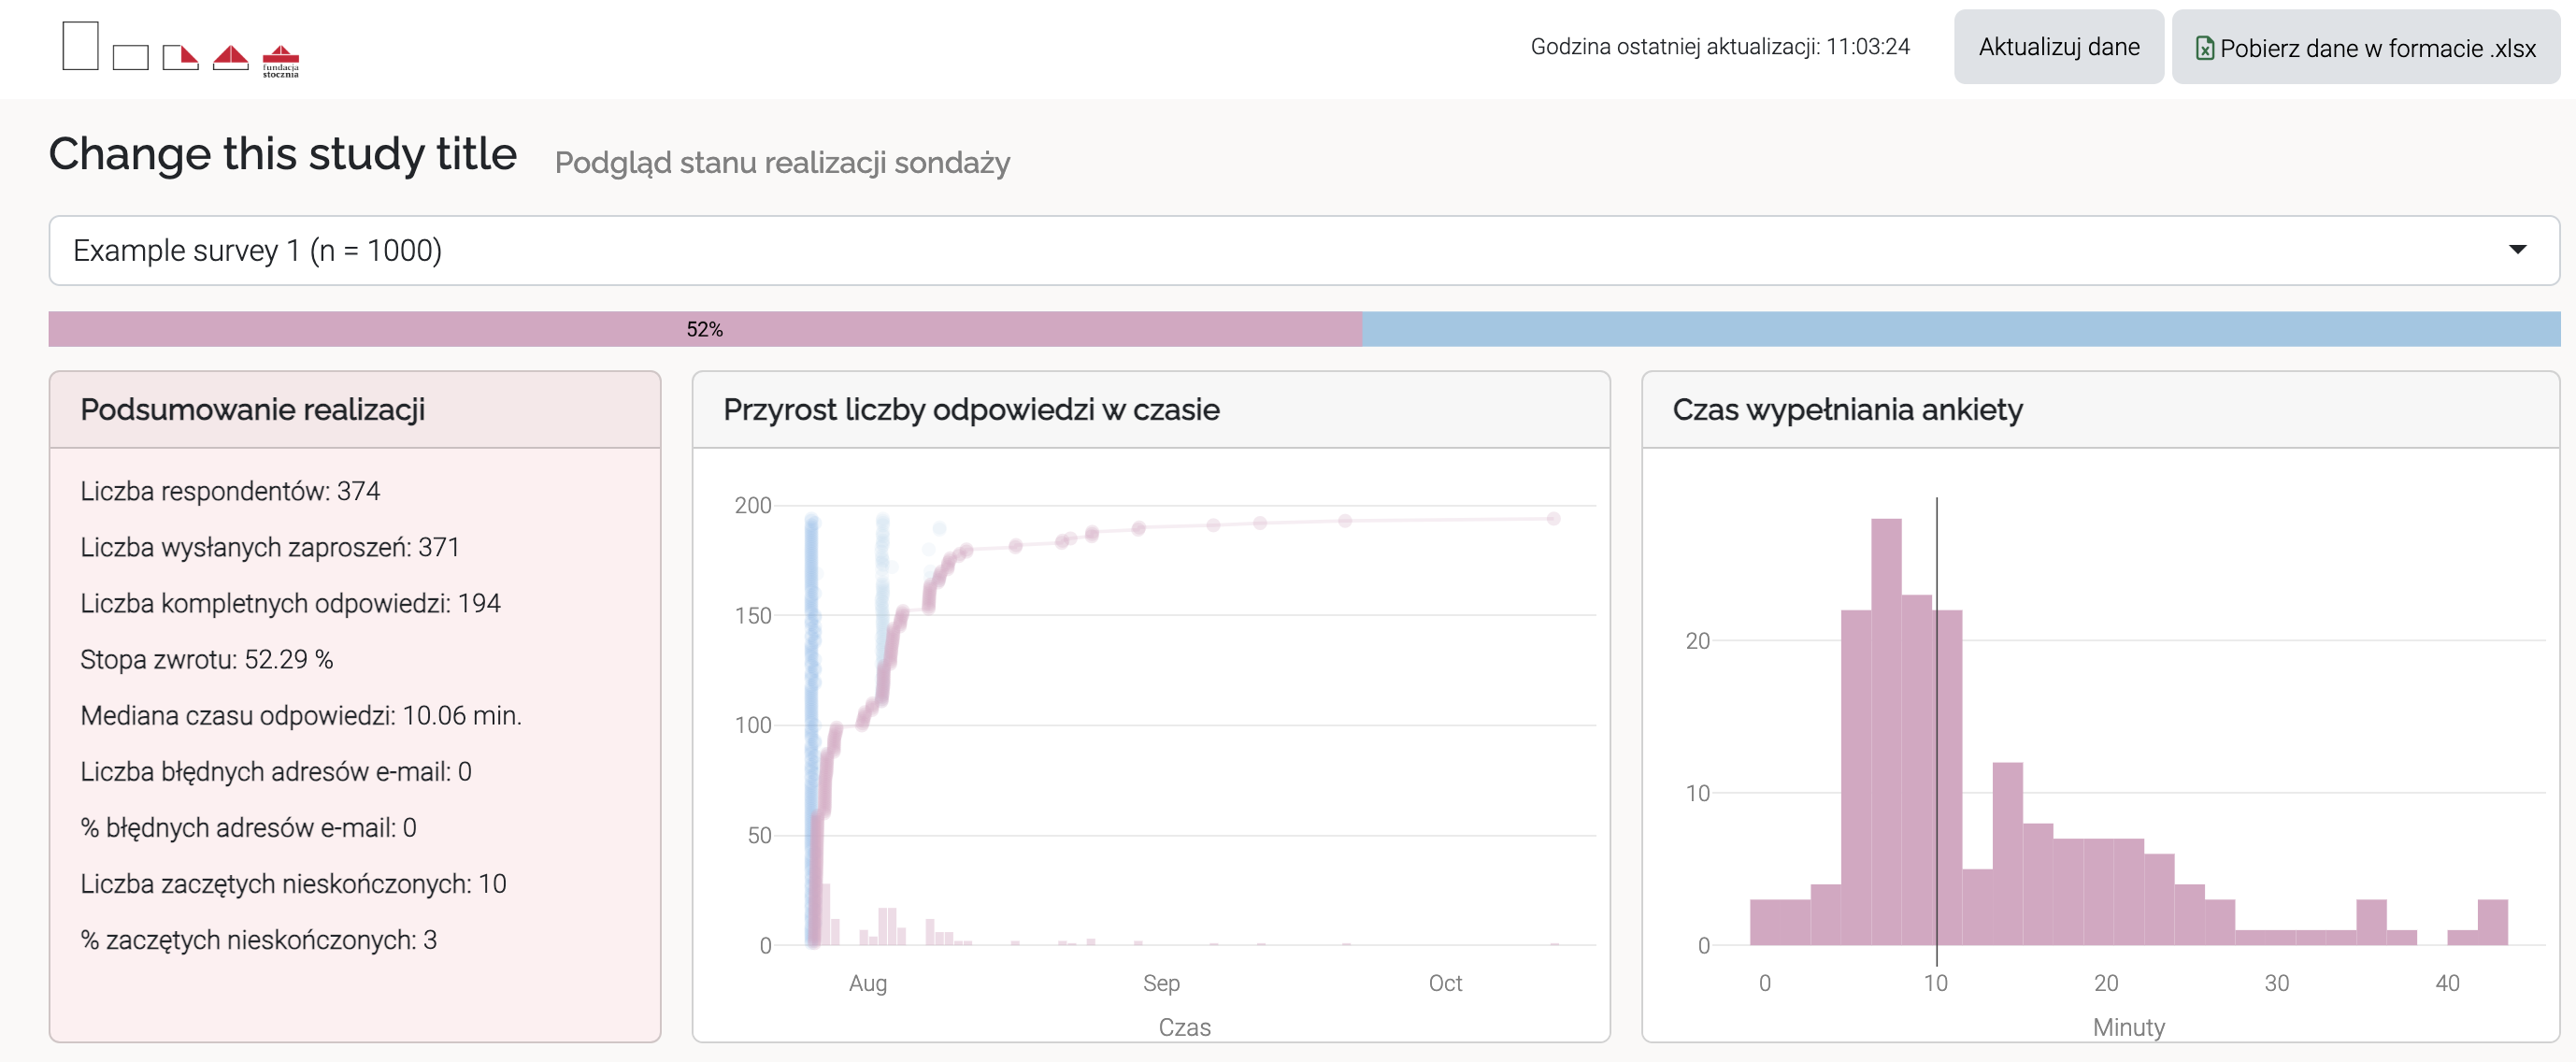 fundacja
stocznia
Godzina ostatniej aktualizacji: 11:03:24
Aktualizuj dane
Pobierz dane w formacie .xlsx
Change this study title
Podgląd stanu realizacji sondaży
Example survey 1 (n = 1000)
52%
Podsumowanie realizacji
Liczba respondentów: 374
Liczba wysłanych zaproszeń: 371
Liczba kompletnych odpowiedzi: 194
Stopa zwrotu: 52.29 %
Mediana czasu odpowiedzi: 10.06 min.
Liczba błędnych adresów e-mail: 0
% błędnych adresów e-mail: 0
Liczba zaczętych nieskończonych: 10
% zaczętych nieskończonych: 3
Przyrost liczby odpowiedzi w czasie
200
150
100
50
0
Aug Sep Oct
Czas
Czas wypełniania ankiety
20
10
0
0 10 20 30 40
Minuty